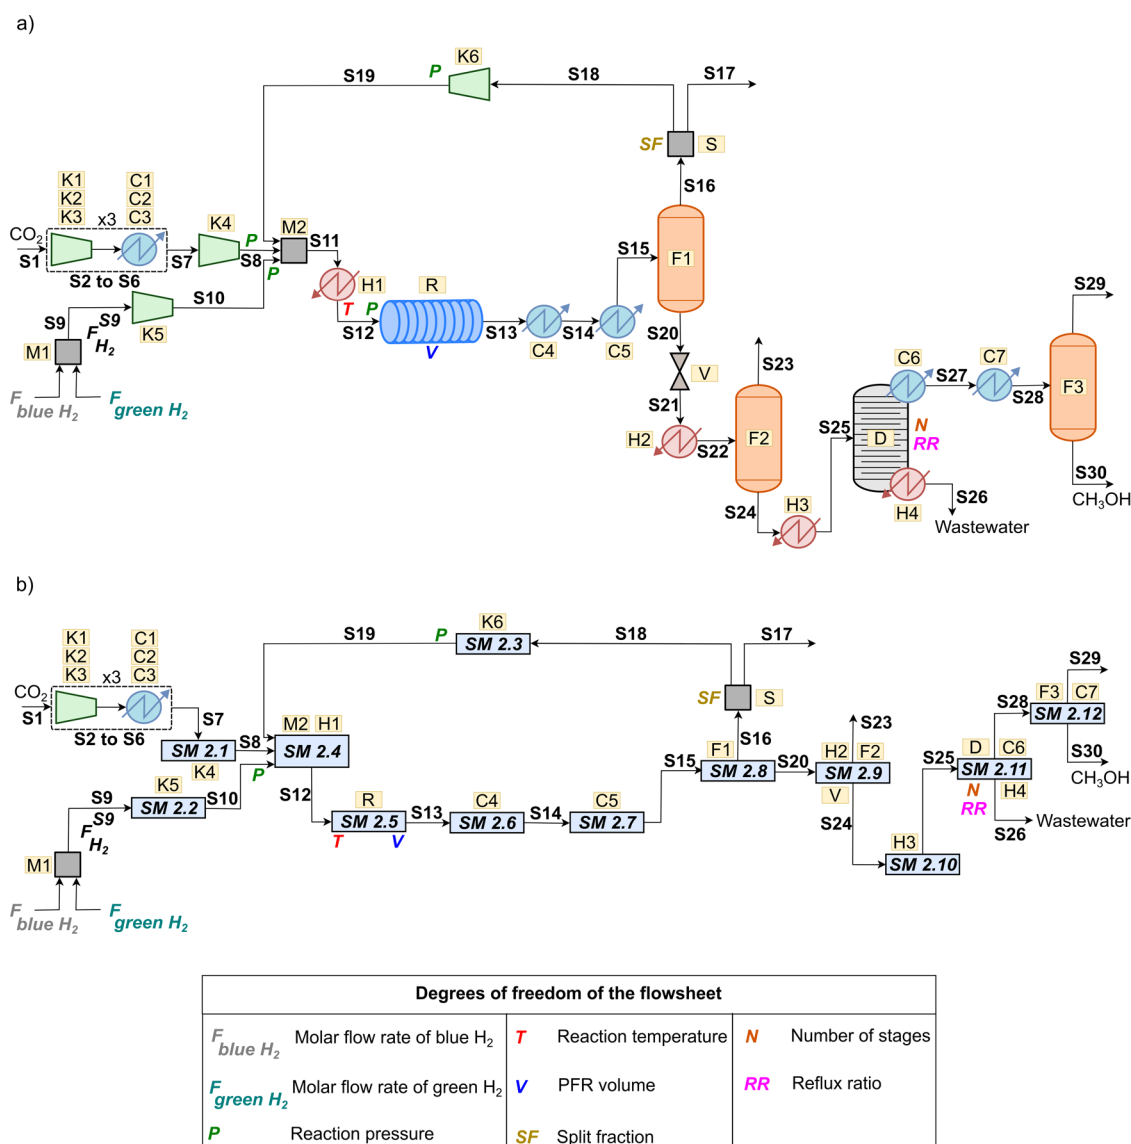 a)
K6
P
S19
S18
S17
SF
S
S16
K1
K2
K3
x3
C1
C2
C3
K4
M2
S11
P
CO2
S1
S2 to S6
S7
S8
P
H1
R
S15
F1
S9
S10
K5
T
P
S12
V
S13
C4
S14
C5
S20
F S9 H2
M1
F blue H2
F green H2
V
S21
S23
H2
S22
F2
S24
H3
S25
D
C6
S27
C7
S28
N
RR
F3
S29
H4
S26
Wastewater
S30
CH3OH
b)
K6
P
SM 2.3
S19
S18
S17
SF
S
S16
K1
K2
K3
x3
C1
C2
C3
CO2
S1
S2 to S6
S7
SM 2.1
K4
S8
M2 H1
SM 2.4
P
K5
SM 2.2
S10
S9
F S9 H2
M1
F blue H2
F green H2
S12
R
SM 2.5
T
V
S13
C4
SM 2.6
S14
C5
SM 2.7
S15
F1
SM 2.8
S20
H2 F2
SM 2.9
V
S23
S24
H3
SM 2.10
S25
D C6
SM 2.11
N
RR
H4
S26
Wastewater
S28
F3 C7
SM 2.12
S29
S30
CH3OH
Degrees of freedom of the flowsheet
F blue H2 Molar flow rate of blue H2
T Reaction temperature
N Number of stages
F green H2 Molar flow rate of green H2
V PFR volume
RR Reflux ratio
P Reaction pressure
SF Split fraction